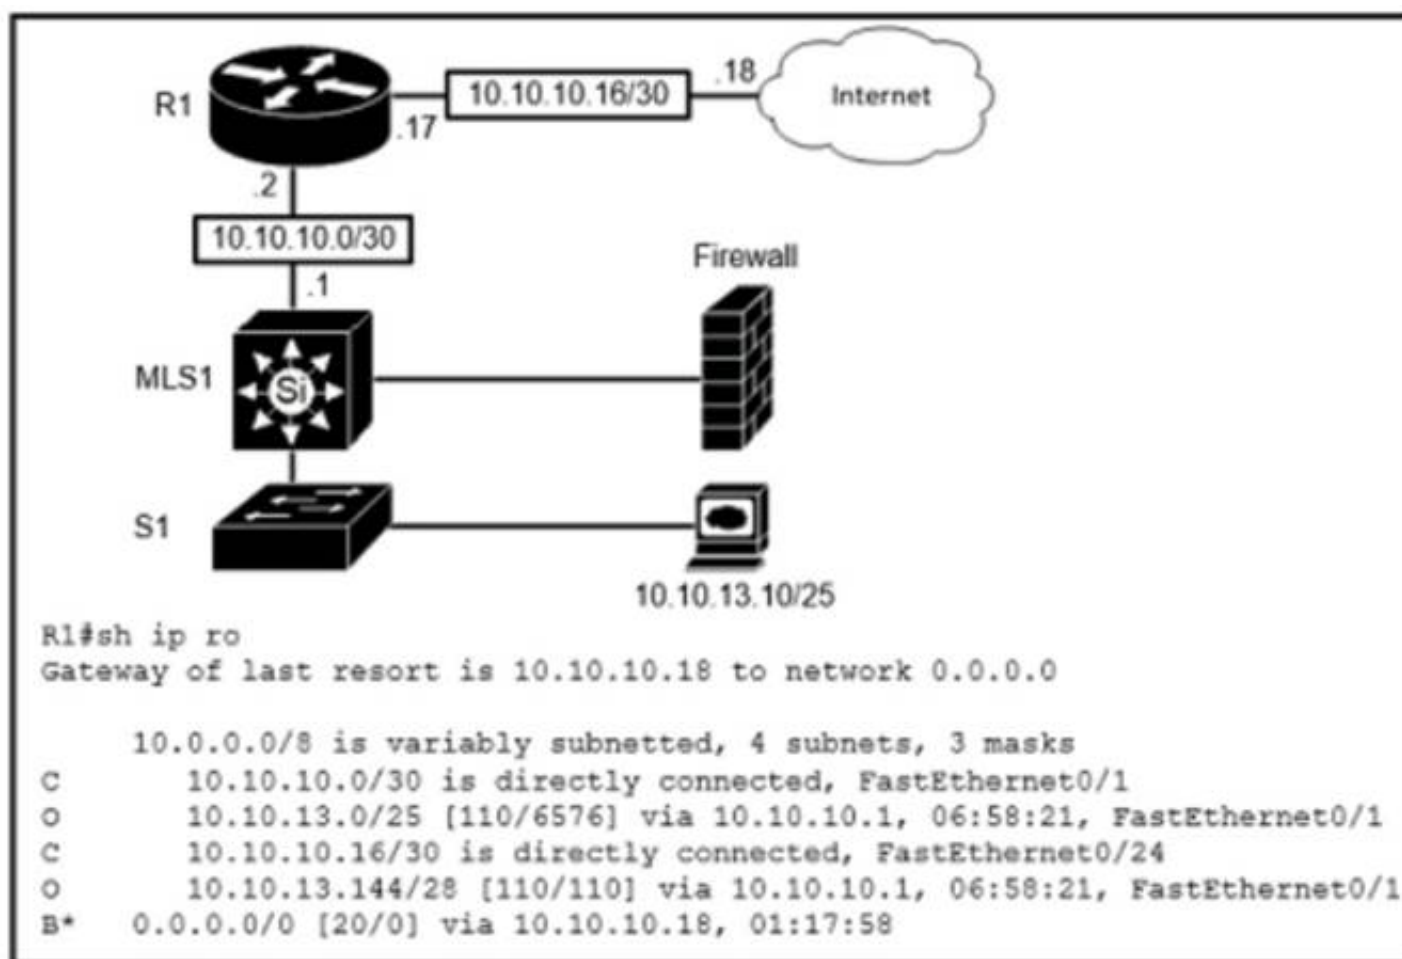 .18
Internet
R1
10.10.10.16/30
.17
.2
10.10.10.0/30
.1
Firewall
MLS1
Si
S1
10.10.13.10/25
R1#sh ip ro
Gateway of last resort is 10.10.10.18 to network 0.0.0.0
10.0.0.0/8 is variably subnetted, 4 subnets, 3 masks
C 10.10.10.0/30 is directly connected, FastEthernet0/1
O 10.10.13.0/25 [110/6576] via 10.10.10.1, 06:58:21, FastEthernet0/1
C 10.10.10.16/30 is directly connected, FastEthernet0/24
O 10.10.13.144/28 [110/110] via 10.10.10.1, 06:58:21, FastEthernet0/1
B* 0.0.0.0/0 [20/0] via 10.10.10.18, 01:17:58